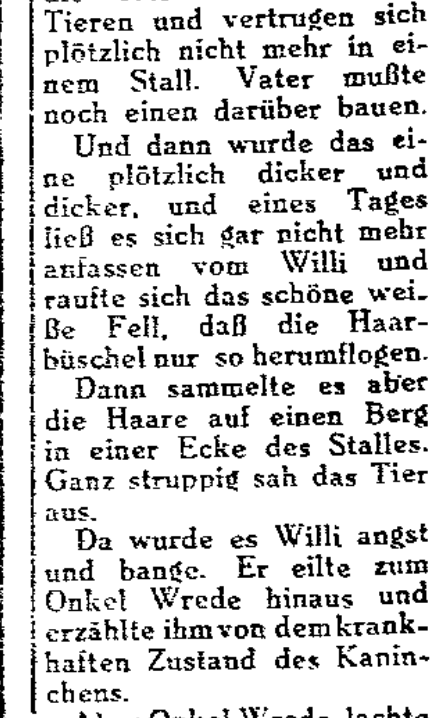 Tieren und vertrugen sich
plötzlich nicht mehr in ei-
nem Stall. Vater mußte
noch einen darüber bauen.
Und dann wurde das ei-
ne plötzlich dicker und
dicker, und eines Tages
ließ es sich gar nicht mehr
anfassen vom Willi und
raufte sich das schöne wei-
ße Fell, daß die Haar-
büschel nur so herumflogen.
Dann sammelte es aber
die Haare auf einen Berg
in einer Ecke des Stalles.
Ganz struppig sah das Tier
aus.
Da wurde es Willi angst
und bange. Er eilte zum
Onkel Wrede hinaus und
erzählte ihm von dem krank-
haften Zustand des Kanin-
chens.
Onkel Wrede lachte